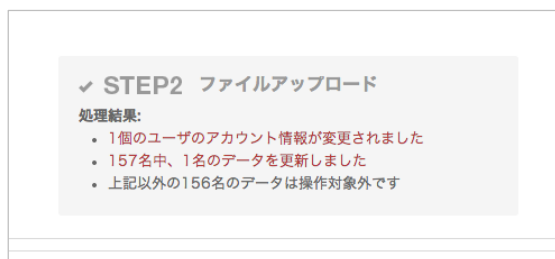 ✔ STEP2 ファイルアップロード
処理結果:
• 1個のユーザのアカウント情報が変更されました
• 157名中、1名のデータを更新しました
• 上記以外の156名のデータは操作対象外です